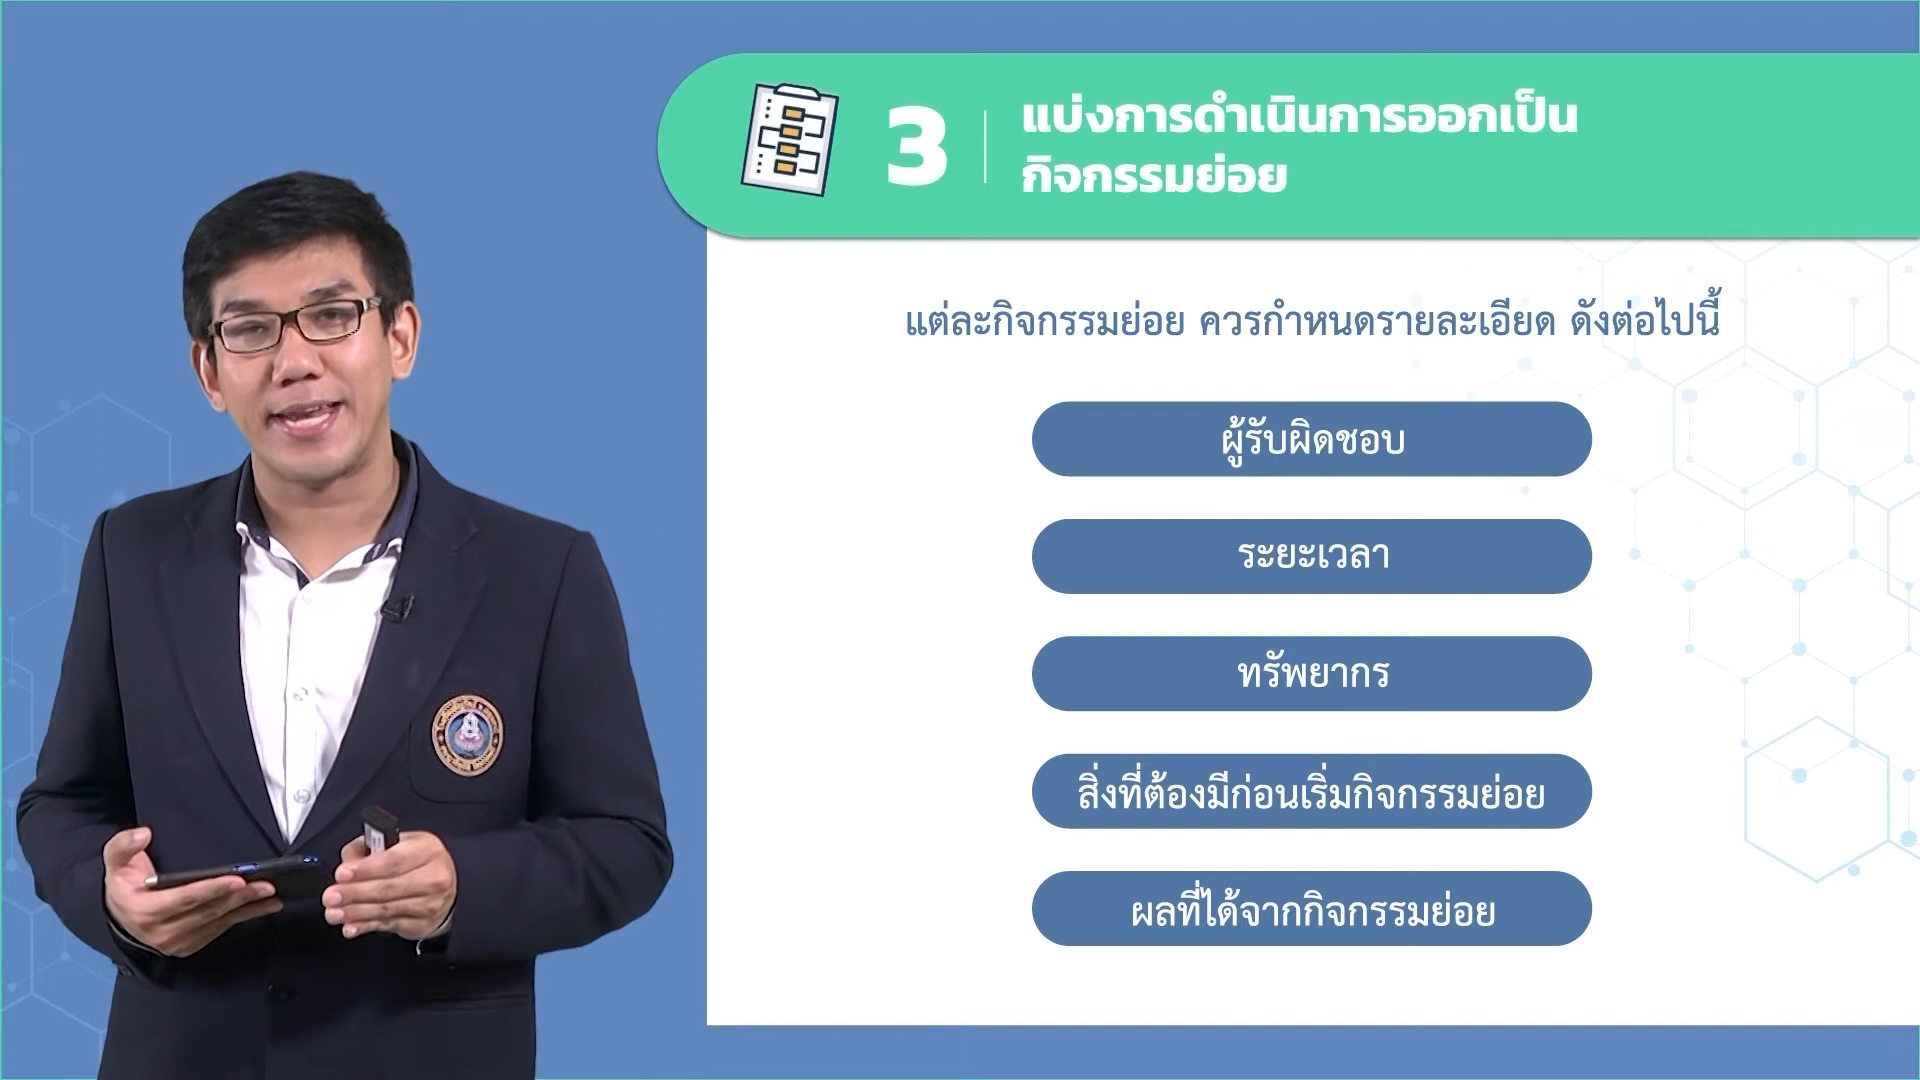 3
แบ่งการดำเนินการออกเป็น
กิจกรรมย่อย
แต่ละกิจกรรมย่อย ควรกำหนดรายละเอียด ดังต่อไปนี้
ผู้รับผิดชอบ
ระยะเวลา
ทรัพยากร
สิ่งที่ต้องมีก่อนเริ่มกิจกรรมย่อย
ผลที่ได้จากกิจกรรมย่อย